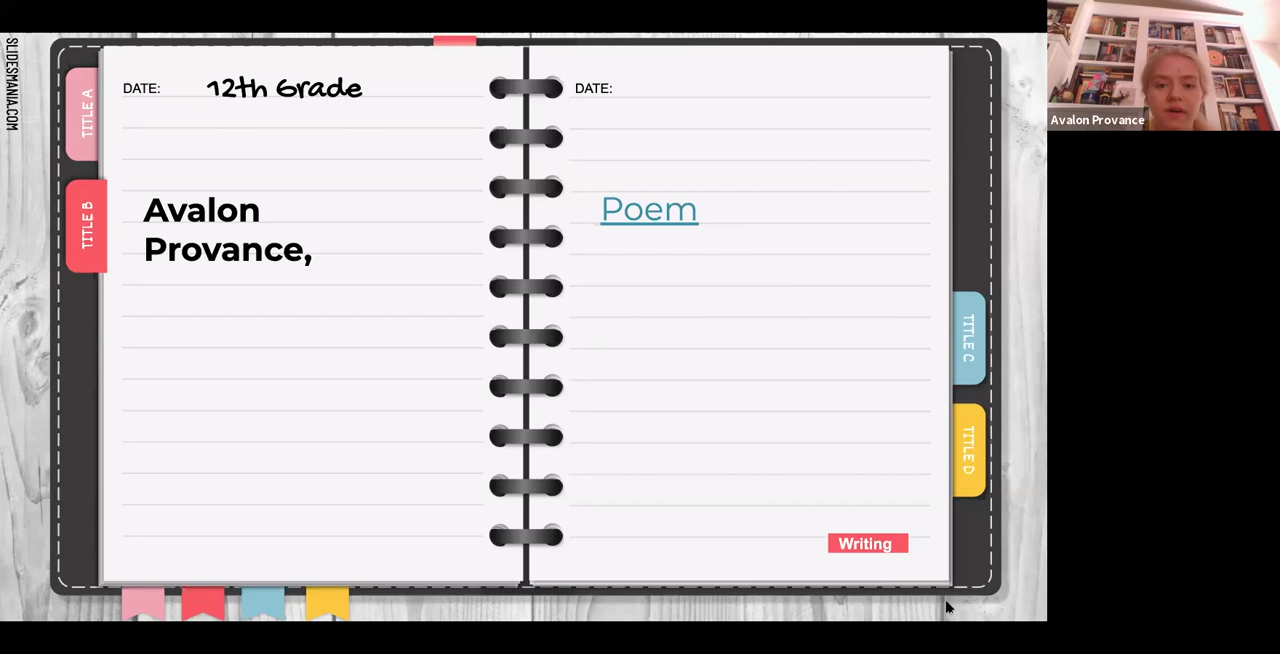 SLIDESMANIA.COM
TITLE A
TITLE B
DATE:
12th Grade
Avalon
Provance,
DATE:
Poem
Writing
TITLE C
TITLE D
Avalon Provance